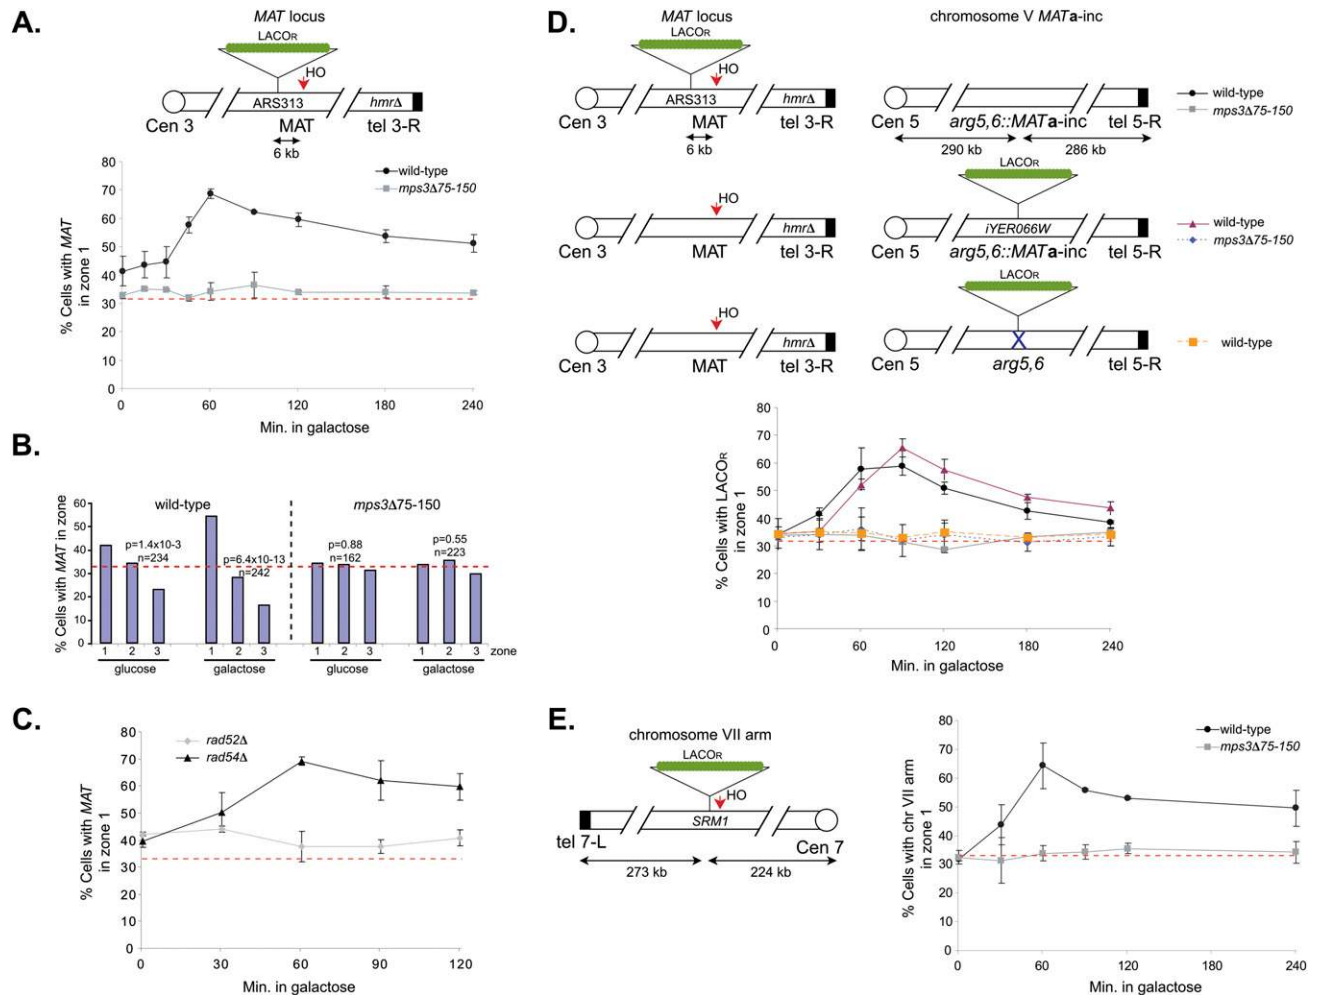 A.
MAT locus
LACOR
HO
ARS313
hmrΔ
Cen 3
MAT
tel 3-R
6 kb
wild-type
mps3Δ75-150
% Cells with MAT
in zone 1
80
70
60
50
40
30
20
10
0
0 60 120 180 240
Min. in galactose
B.
wild-type
mps3Δ75-150
% Cells with MAT in zone
60
50
40
30
20
10
0
p=1.4x10-3
n=234
p=6.4x10-13
n=242
p=0.88
n=162
p=0.55
n=223
1 2 3 1 2 3 1 2 3 1 2 3 zone
glucose galactose glucose galactose
C.
rad52Δ
rad54Δ
% Cells with MAT
in zone 1
80
70
60
50
40
30
20
10
0
0 30 60 90 120
Min. in galactose
D.
MAT locus
chromosome V MATa-inc
LACOR
HO
ARS313
hmrΔ
Cen 3
MAT
tel 3-R
6 kb
Cen 5
arg5,6::MATa-inc
tel 5-R
290 kb
286 kb
wild-type
mps3Δ75-150
HO
hmrΔ
Cen 3
MAT
tel 3-R
LACOR
iYER066W
Cen 5
arg5,6::MATa-inc
tel 5-R
wild-type
mps3Δ75-150
HO
hmrΔ
Cen 3
MAT
tel 3-R
LACOR
X
Cen 5
arg5,6
tel 5-R
wild-type
% Cells with LACOR
in zone 1
80
70
60
50
40
30
20
10
0
0 60 120 180 240
Min. in galactose
E.
chromosome VII arm
LACOR
HO
SRM1
tel 7-L
Cen 7
273 kb
224 kb
wild-type
mps3Δ75-150
% Cells with chr VII arm
in zone 1
80
70
60
50
40
30
20
10
0
0 60 120 180 240
Min. in galactose